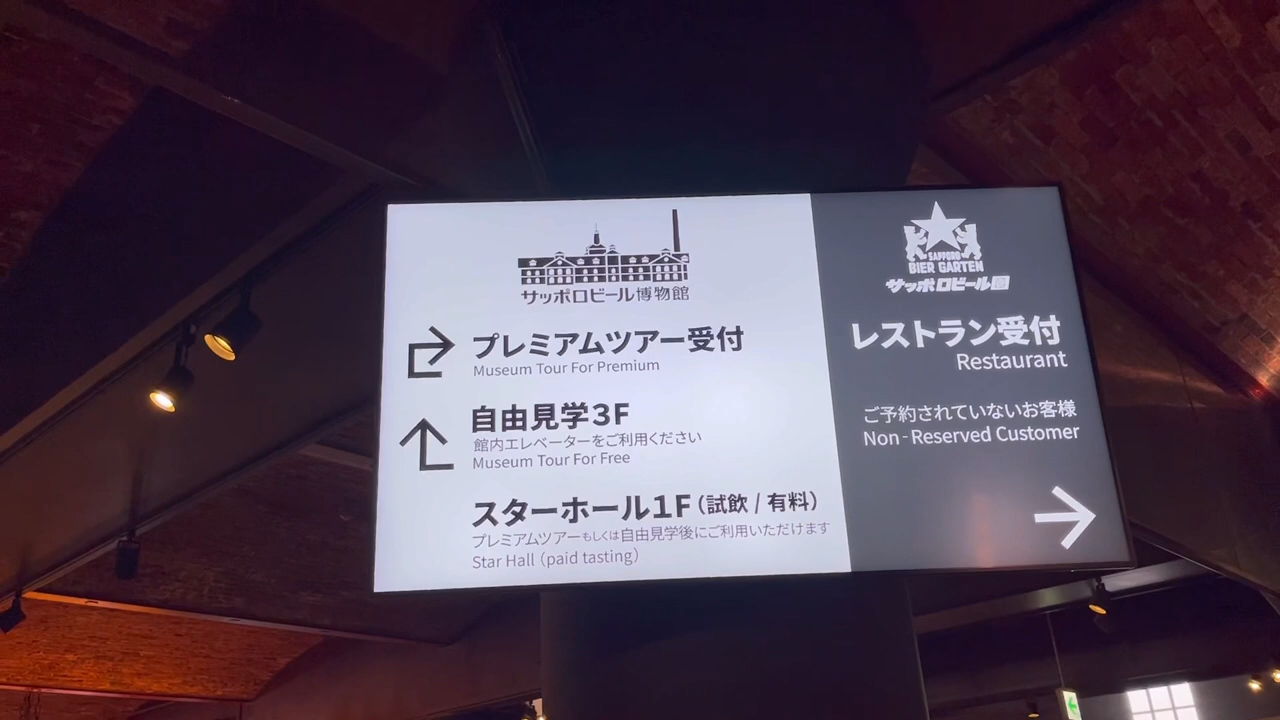 サッポロビール博物館
プレミアムツアー受付
Museum Tour For Premium
自由見学3F
館内エレベーターをご利用ください
Museum Tour For Free
スターホール1F(試飲 / 有料)
プレミアムツアーもしくは自由見学後にご利用いただけます
Star Hall (paid tasting)
SAPPORO
BIER GARTEN
サッポロビール園
レストラン受付
Restaurant
ご予約されていないお客様
Non-Reserved Customer